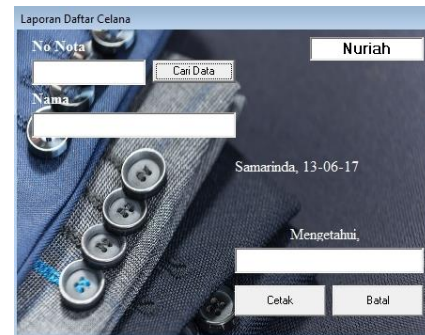 Laporan Daftar Celana
No Nota
Nuriah
Cari Data
Nama
Samarinda, 13-06-17
Mengetahui,
Cetak
Batal